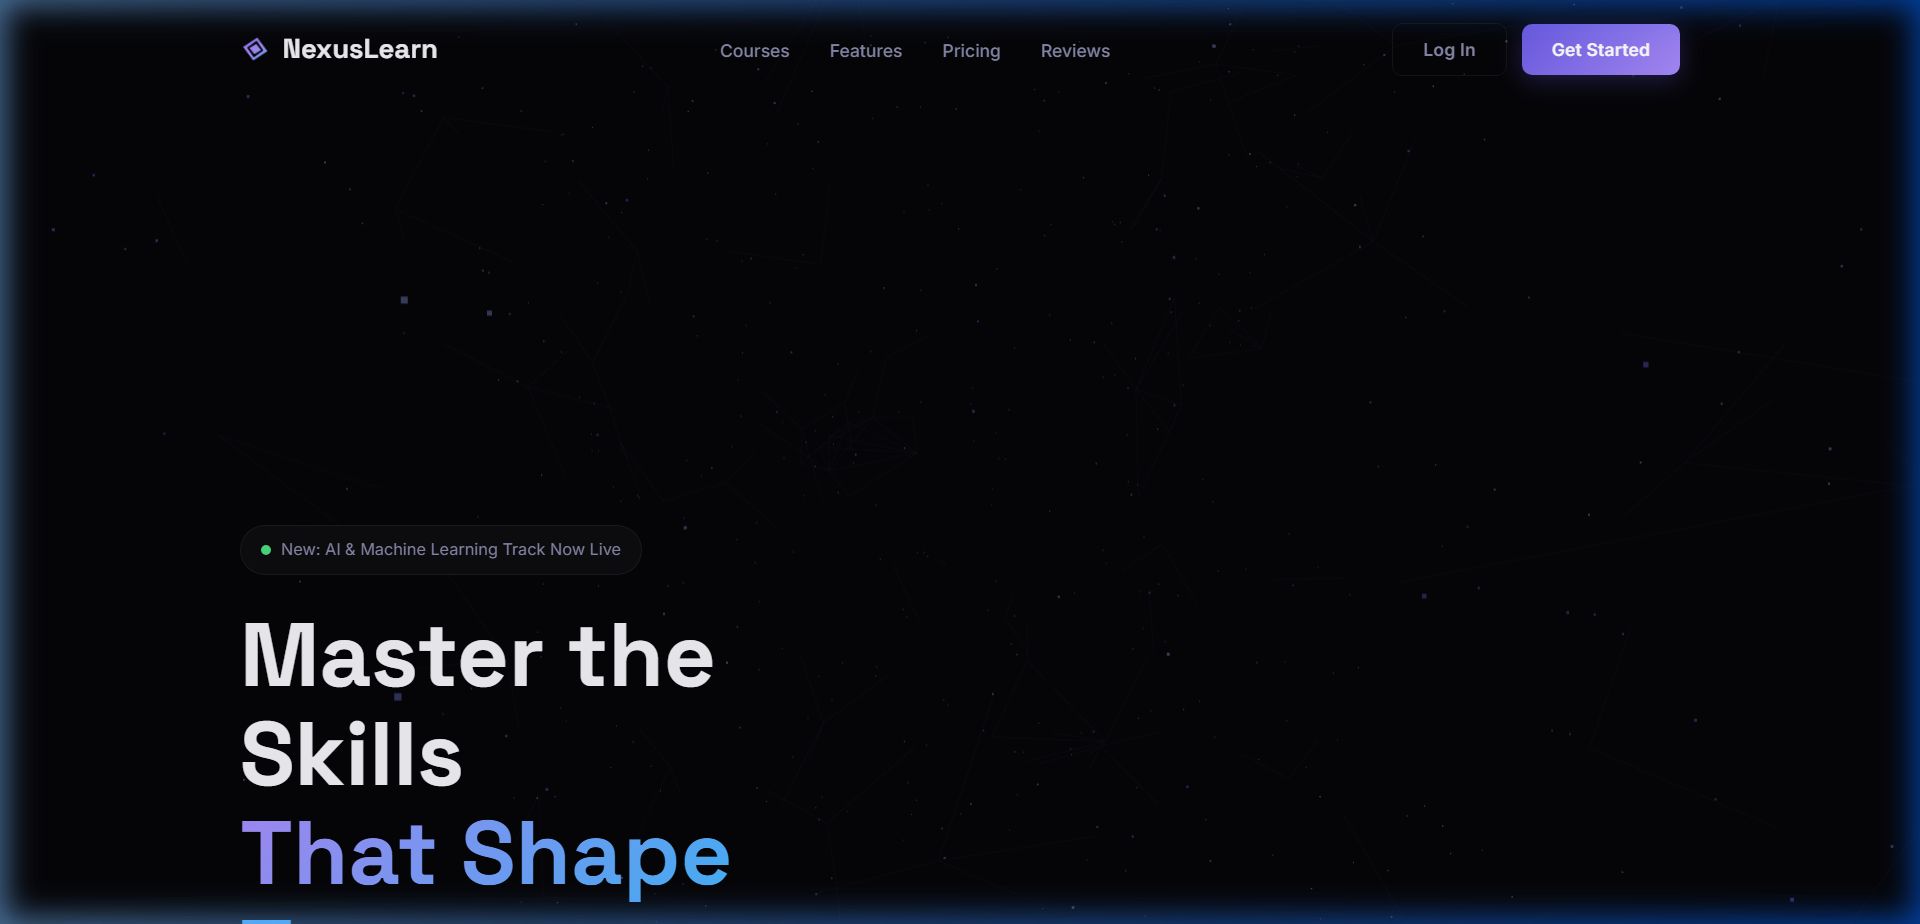 NexusLearn
Courses
Features
Pricing
Reviews
Log In
Get Started
New: AI & Machine Learning Track Now Live
Master the
Skills
That Shape